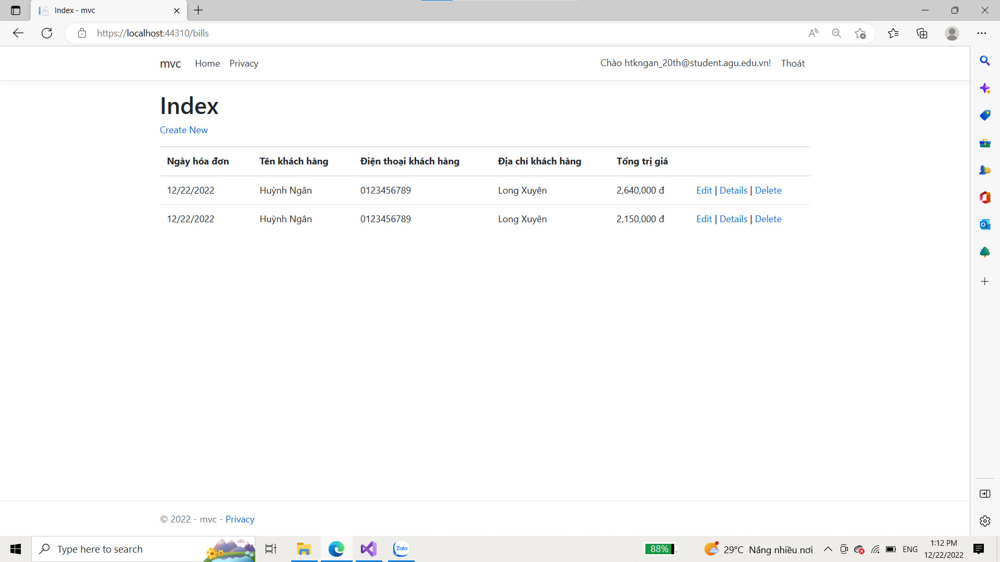 Index - mvc
https://localhost:44310/bills
mvc Home Privacy Chào htkngan_20th@student.agu.edu.vn! Thoát
Index
Create New
Ngày hóa đơn Tên khách hàng Điện thoại khách hàng Địa chỉ khách hàng Tổng trị giá
12/22/2022 Huỳnh Ngân 0123456789 Long Xuyên 2,640,000 đ Edit | Details | Delete
12/22/2022 Huỳnh Ngân 0123456789 Long Xuyên 2,150,000 đ Edit | Details | Delete
© 2022 - mvc - Privacy
Type here to search Zalo 88% 29°C Nắng nhiều nơi ENG 1:12 PM
12/22/2022